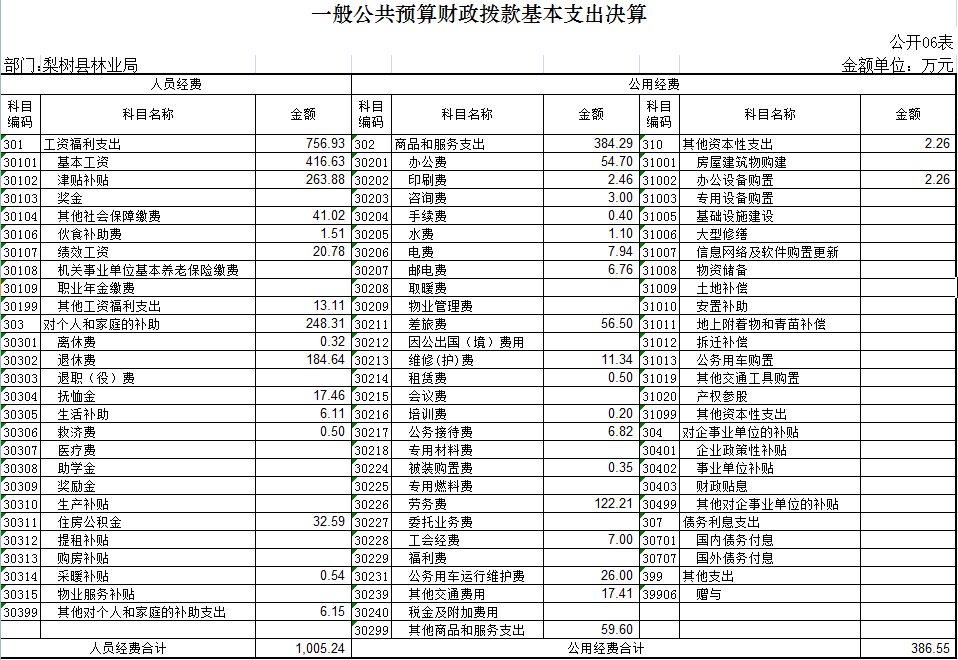 一般公共预算财政拨款基本支出决算
公开06表
部门:梨树县林业局 金额单位：万元
人员经费 公用经费
科目编码 科目名称 金额 科目编码 科目名称 金额 科目编码 科目名称 金额
301 工资福利支出 756.93 302 商品和服务支出 384.29 310 其他资本性支出 2.26
30101 基本工资 416.63 30201 办公费 54.70 31001 房屋建筑物购建
30102 津贴补贴 263.88 30202 印刷费 2.46 31002 办公设备购置 2.26
30103 奖金 30203 咨询费 3.00 31003 专用设备购置
30104 其他社会保障缴费 41.02 30204 手续费 0.40 31005 基础设施建设
30106 伙食补助费 1.51 30205 水费 1.10 31006 大型修缮
30107 绩效工资 20.78 30206 电费 7.94 31007 信息网络及软件购置更新
30108 机关事业单位基本养老保险缴费 30207 邮电费 6.76 31008 物资储备
30109 职业年金缴费 30208 取暖费 31009 土地补偿
30199 其他工资福利支出 13.11 30209 物业管理费 31010 安置补助
303 对个人和家庭的补助 248.31 30211 差旅费 56.50 31011 地上附着物和青苗补偿
30301 离休费 0.32 30212 因公出国（境）费用 31012 拆迁补偿
30302 退休费 184.64 30213 维修(护)费 11.34 31013 公务用车购置
30303 退职（役）费 30214 租赁费 0.50 31019 其他交通工具购置
30304 抚恤金 17.46 30215 会议费 31020 产权参股
30305 生活补助 6.11 30216 培训费 0.20 31099 其他资本性支出
30306 救济费 0.50 30217 公务接待费 6.82 304 对企事业单位的补贴
30307 医疗费 30218 专用材料费 30401 企业政策性补贴
30308 助学金 30224 被装购置费 0.35 30402 事业单位补贴
30309 奖励金 30225 专用燃料费 30403 财政贴息
30310 生产补贴 30226 劳务费 122.21 30499 其他对企事业单位的补贴
30311 住房公积金 32.59 30227 委托业务费 307 债务利息支出
30312 提租补贴 30228 工会经费 7.00 30701 国内债务付息
30313 购房补贴 30229 福利费 30707 国外债务付息
30314 采暖补贴 0.54 30231 公务用车运行维护费 26.00 399 其他支出
30315 物业服务补贴 30239 其他交通费用 17.41 39906 赠与
30399 其他对个人和家庭的补助支出 6.15 30240 税金及附加费用
30299 其他商品和服务支出 59.60
人员经费合计 1,005.24 公用经费合计 386.55